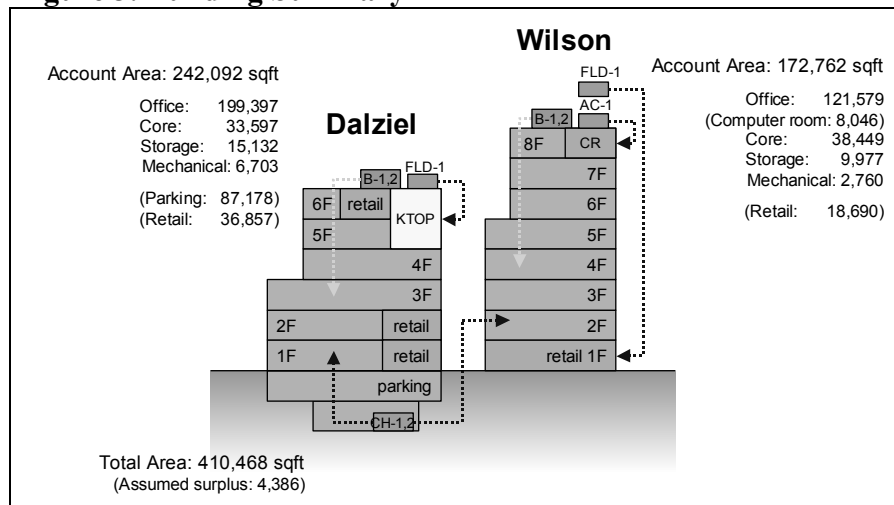 Wilson
Account Area: 242,092 sqft
Office: 199,397
Core: 33,597
Storage: 15,132
Mechanical: 6,703
(Parking: 87,178)
(Retail: 36,857)
Dalziel
B-1,2
FLD-1
6F
retail
KTOP
5F
4F
3F
2F
retail
1F
retail
parking
CH-1,2
FLD-1
AC-1
B-1,2
8F
CR
7F
6F
5F
4F
3F
2F
retail 1F
Account Area: 172,762 sqft
Office: 121,579
(Computer room: 8,046)
Core: 38,449
Storage: 9,977
Mechanical: 2,760
(Retail: 18,690)
Total Area: 410,468 sqft
(Assumed surplus: 4,386)